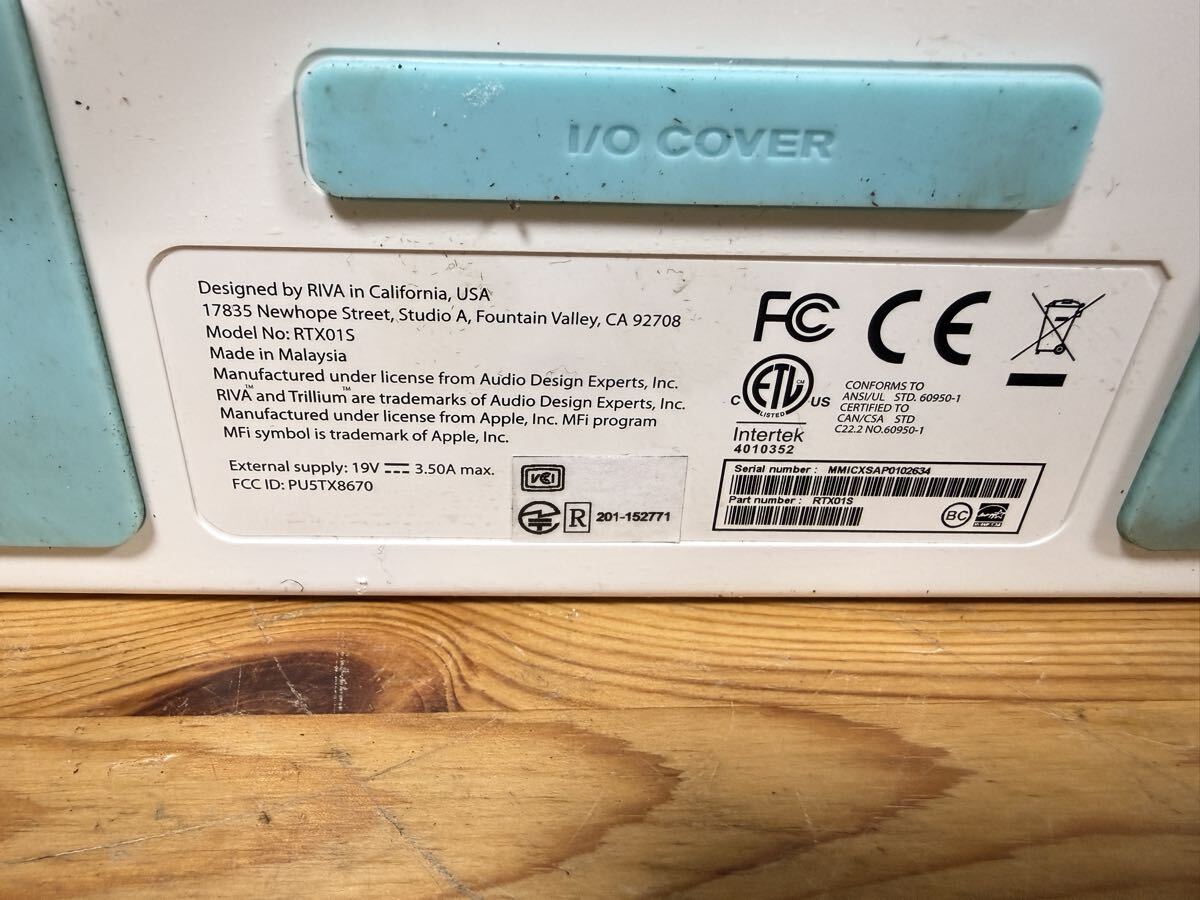 I/O COVER
Designed by RIVA in California, USA
17835 Newhope Street, Studio A, Fountain Valley, CA 92708
Model No: RTX01S
Made in Malaysia
Manufactured under license from Audio Design Experts, Inc.
RIVA™ and Trillium™ are trademarks of Audio Design Experts, Inc.
Manufactured under license from Apple, Inc. MFi program
MFi symbol is trademark of Apple, Inc.
External supply: 19V ⎓ 3.50A max.
FCC ID: PU5TX8670
VCCI
R 201-152771
FC CE
C ETL CM US
LISTED
Intertek
4010352
CONFORMS TO
ANSI/UL STD. 60950-1
CERTIFIED TO
CAN/CSA STD
C22.2 NO.60950-1
Serial number : MMICXSAP0102634
Part number : RTX01S
BC